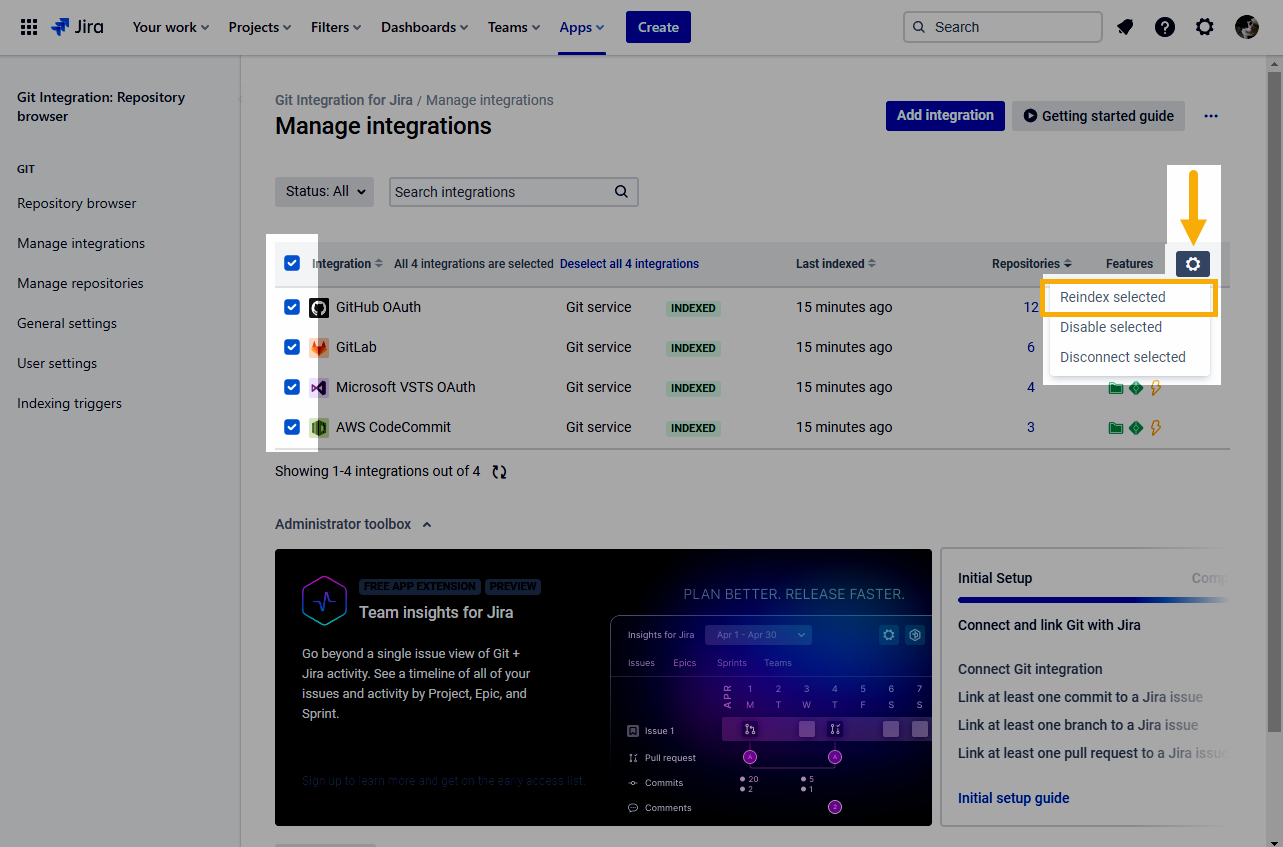 Jira Your work Projects Filters Dashboards Teams Apps Create Search
Git Integration: Repository
browser
GIT
Repository browser
Manage integrations
Manage repositories
General settings
User settings
Indexing triggers
Git Integration for Jira / Manage integrations
Manage integrations
Add integration Getting started guide
Status: All Search integrations
Integration All 4 integrations are selected Deselect all 4 integrations Last indexed Repositories Features
Reindex selected
Disable selected
Disconnect selected
GitHub OAuth Git service INDEXED 15 minutes ago 12
GitLab Git service INDEXED 15 minutes ago 6
Microsoft VSTS OAuth Git service INDEXED 15 minutes ago 4
AWS CodeCommit Git service INDEXED 15 minutes ago 3
Showing 1-4 integrations out of 4
Administrator toolbox
FREE APP EXTENSION PREVIEW
Team insights for Jira
Go beyond a single issue view of Git +
Jira activity. See a timeline of all of your
issues and activity by Project, Epic, and
Sprint.
Sign up to learn more and get on the early access list.
PLAN BETTER. RELEASE FASTER.
Insights for Jira Apr 1 - Apr 30
Issues Epics Sprints Teams
APR
1 2 3 4 5 6 7
M T W T F S S
Issue 1
Pull request A A
Commits 20 5
2 1
Comments 2
Initial Setup
Connect and link Git with Jira
Connect Git integration
Link at least one commit to a Jira issue
Link at least one branch to a Jira issue
Link at least one pull request to a Jira issue
Initial setup guide